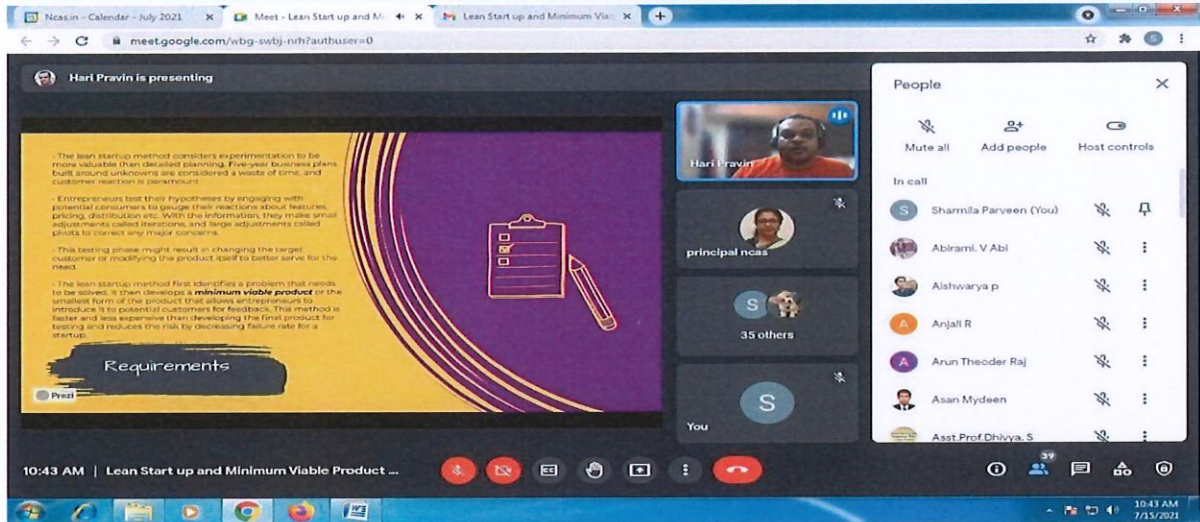 Ncas.in - Calendar - July 2021
Meet - Lean Start up and Mi
Lean Start up and Minimum Via
meet.google.com/wbg-swbj-nrh?authuser=0
S
Hari Pravin is presenting
- The lean startup method considers experimentation to be
more valuable than detailed planning. Five-year business plans
built around unknowns are considered a waste of time, and
customer reaction is paramount.
- Entrepreneurs test their hypotheses by engaging with
potential consumers to gauge their reactions about features,
pricing, distribution etc. With the information, they make small
adjustments called iterations, and large adjustments called
pivots to correct any major concerns.
- This testing phase might result in changing the target
customer or modifying the product itself to better serve for the
need.
- The lean startup method first identifies a problem that needs
to be solved. It then develops a minimum viable product or the
smallest form of the product that allows entrepreneurs to
introduce it to potential customers for feedback. This method is
faster and less expensive than developing the final product for
testing and reduces the risk by decreasing failure rate for a
startup.
Requirements
Prezi
Hari Pravin
principal ncas
S
35 others
S
You
People
Mute all Add people Host controls
In call
S Sharmila Parveen (You)
Abirami. V Abi
Aishwarya p
A Anjali R
A Arun Theoder Raj
Asan Mydeen
Asst.Prof.Dhivya. S
10:43 AM | Lean Start up and Minimum Viable Product ...
39
10:43 AM
7/15/2021